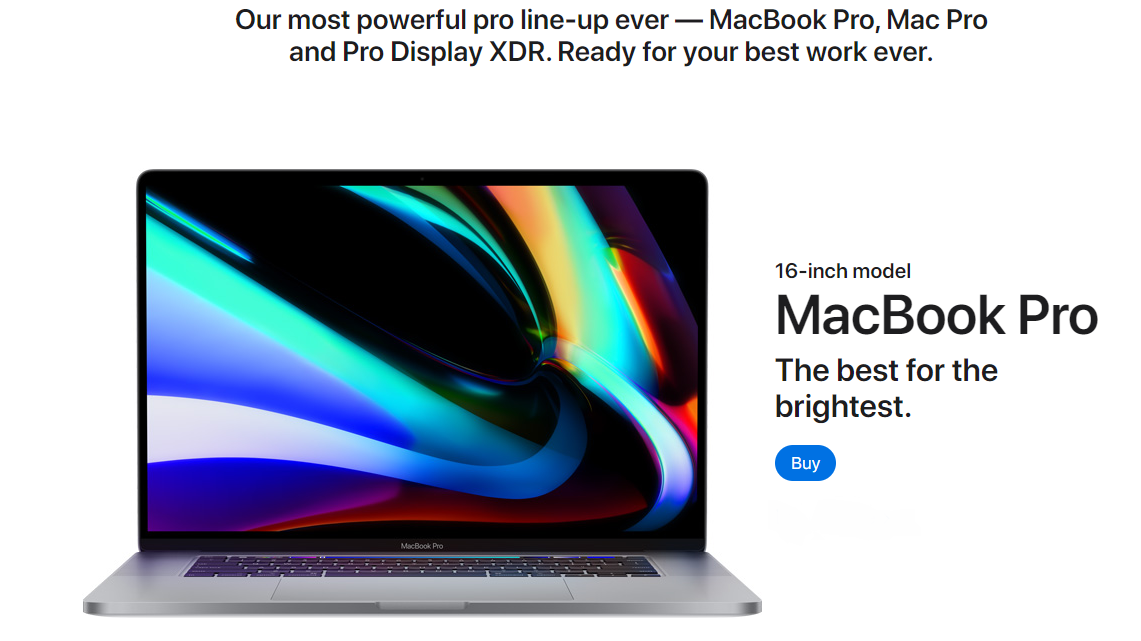 Our most powerful pro line-up ever — MacBook Pro, Mac Pro
and Pro Display XDR. Ready for your best work ever.
16-inch model
MacBook Pro
The best for the
brightest.
Buy
MacBook Pro